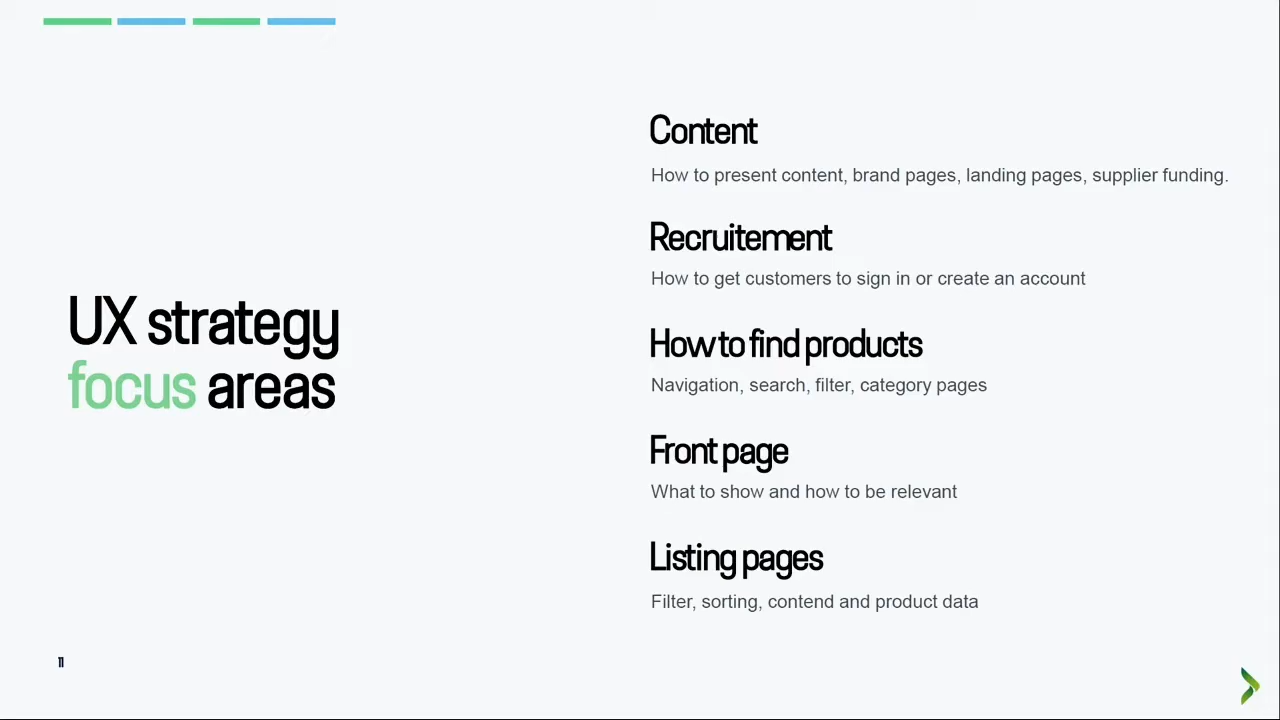 UX strategy
focus areas
Content
How to present content, brand pages, landing pages, supplier funding.
Recruitement
How to get customers to sign in or create an account
How to find products
Navigation, search, filter, category pages
Front page
What to show and how to be relevant
Listing pages
Filter, sorting, contend and product data
11